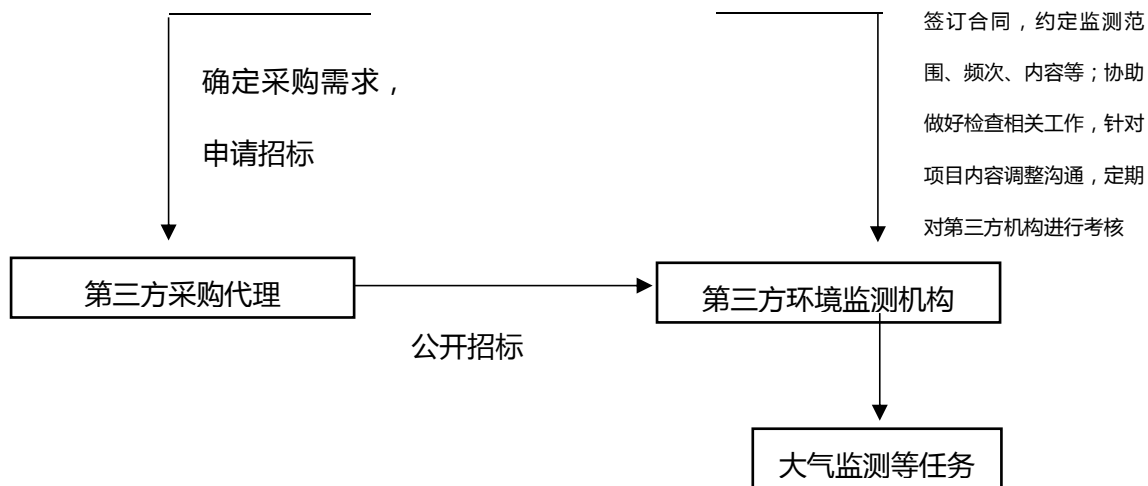 确定采购需求，
申请招标
签订合同，约定监测范
围、频次、内容等；协助
做好检查相关工作，针对
项目内容调整沟通，定期
对第三方机构进行考核
第三方采购代理
公开招标
第三方环境监测机构
大气监测等任务